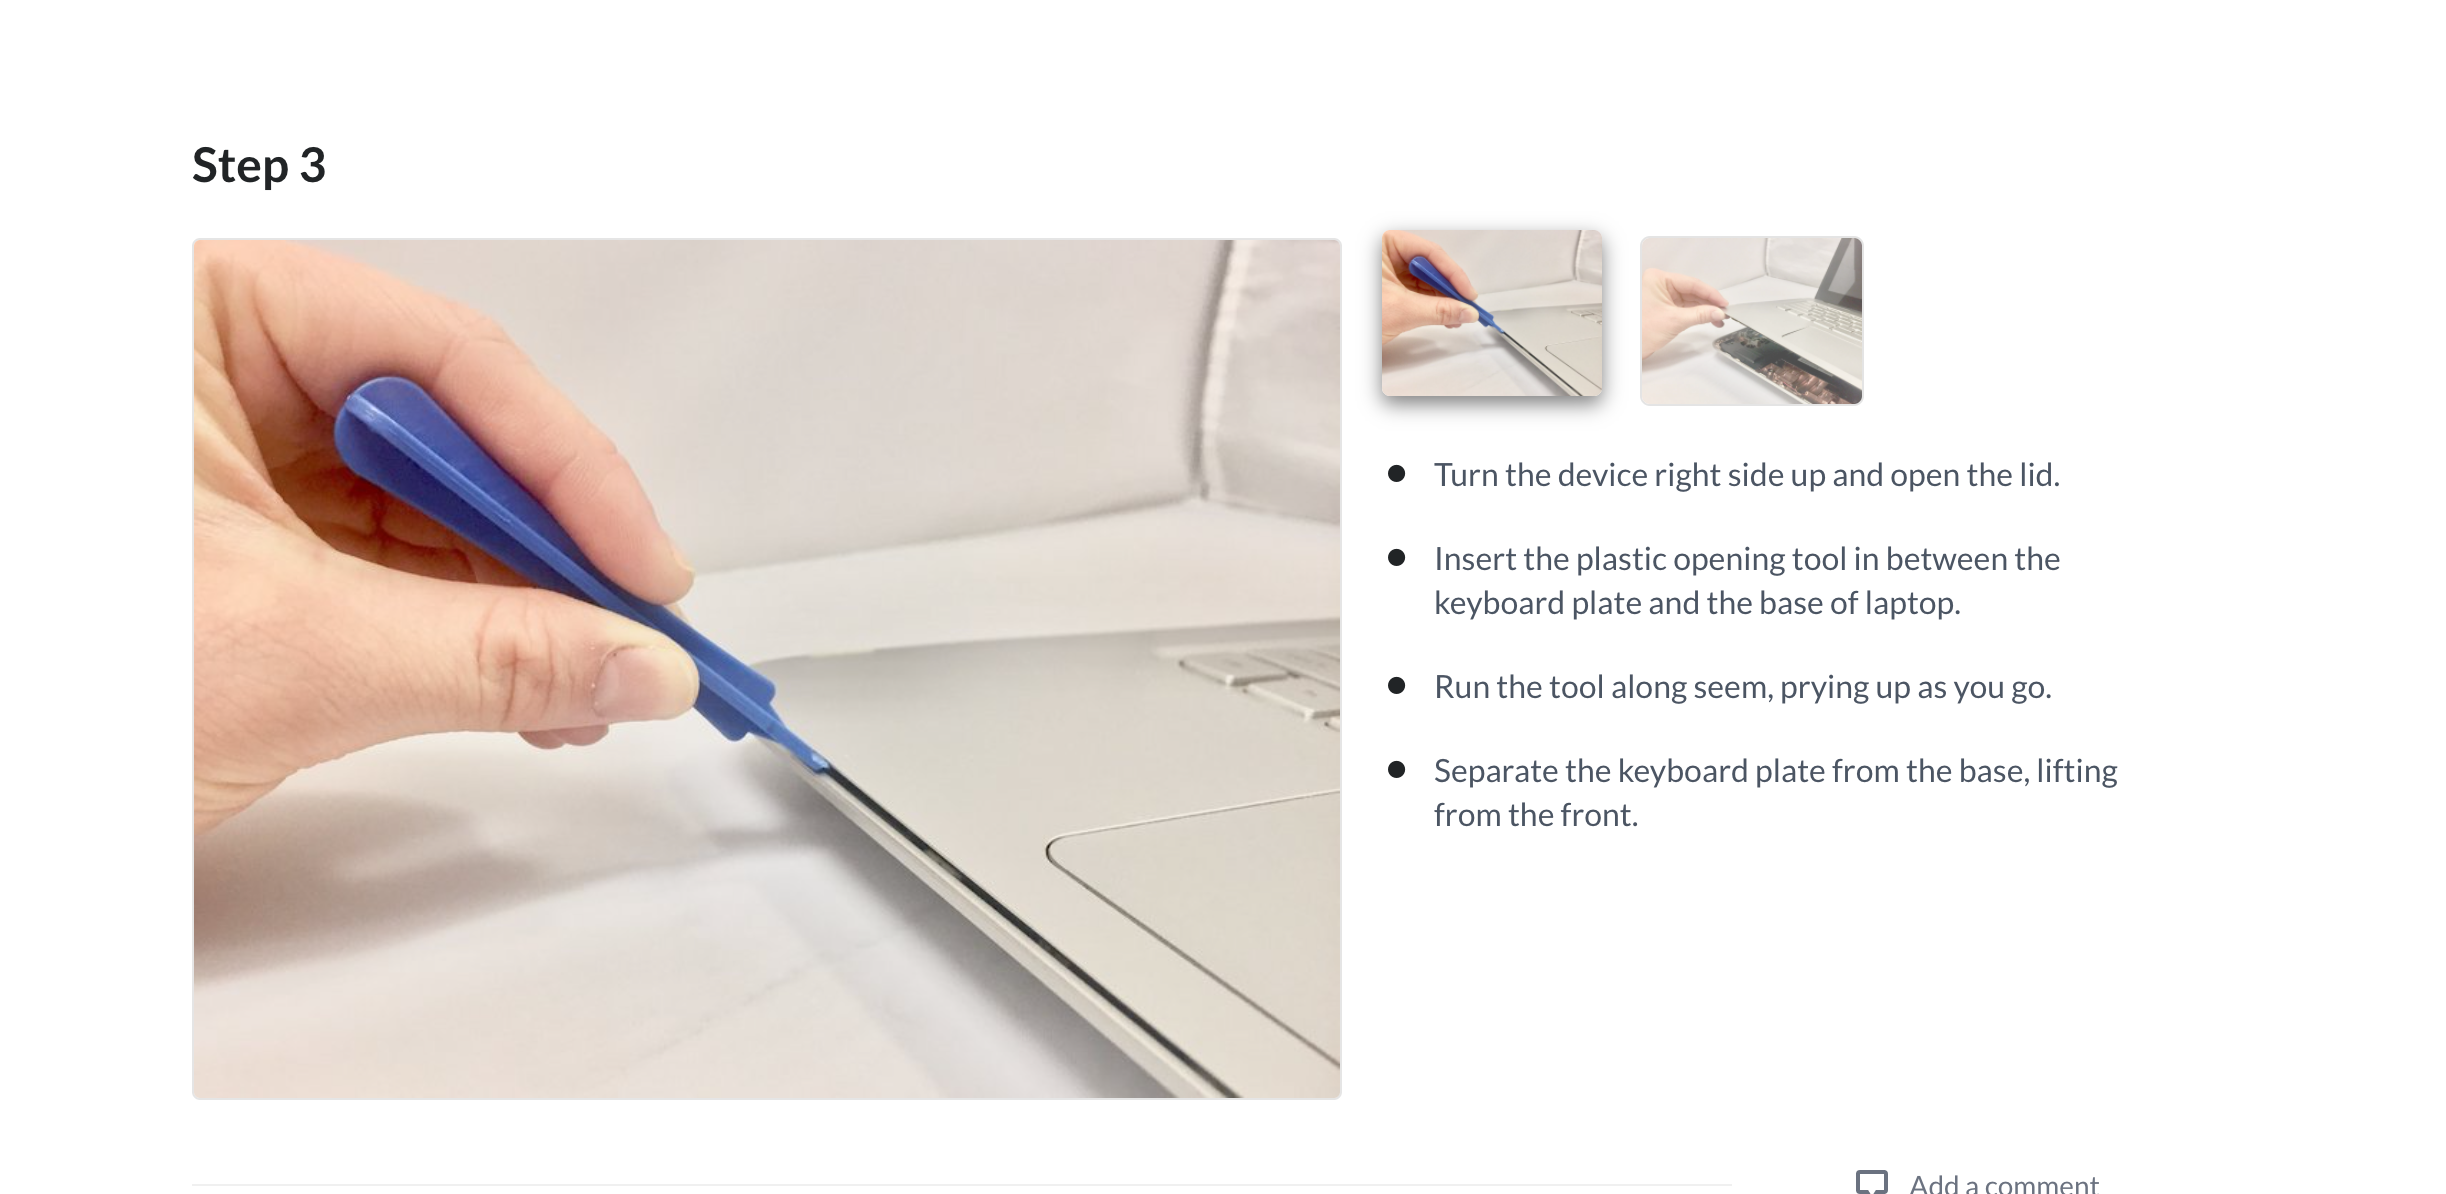 Step 3
Turn the device right side up and open the lid.
Insert the plastic opening tool in between the
keyboard plate and the base of laptop.
Run the tool along seem, prying up as you go.
Separate the keyboard plate from the base, lifting
from the front.
Add a comment